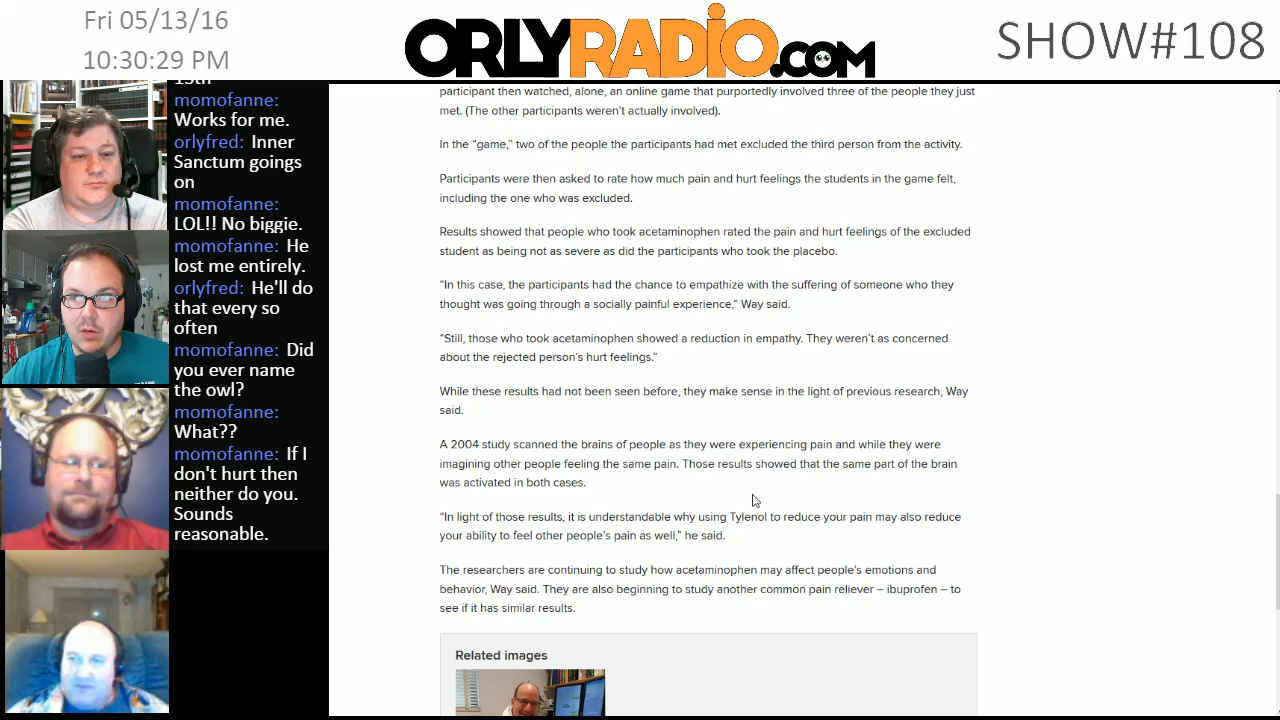 Fri 05/13/16
10:30:29 PM
ORLYRADIO.COM
SHOW#108
13th
momofanne:
Works for me.
orlyfred: Inner
Sanctum goings
on
momofanne:
LOL!! No biggie.
momofanne: He
lost me entirely.
orlyfred: He'll do
that every so
often
momofanne: Did
you ever name
the owl?
momofanne:
What??
momofanne: If I
don't hurt then
neither do you.
Sounds
reasonable.
participant then watched, alone, an online game that purportedly involved three of the people they just
met. (The other participants weren't actually involved).
In the “game,” two of the people the participants had met excluded the third person from the activity.
Participants were then asked to rate how much pain and hurt feelings the students in the game felt,
including the one who was excluded.
Results showed that people who took acetaminophen rated the pain and hurt feelings of the excluded
student as being not as severe as did the participants who took the placebo.
“In this case, the participants had the chance to empathize with the suffering of someone who they
thought was going through a socially painful experience,” Way said.
“Still, those who took acetaminophen showed a reduction in empathy. They weren’t as concerned
about the rejected person’s hurt feelings.”
While these results had not been seen before, they make sense in the light of previous research, Way
said.
A 2004 study scanned the brains of people as they were experiencing pain and while they were
imagining other people feeling the same pain. Those results showed that the same part of the brain
was activated in both cases.
“In light of those results, it is understandable why using Tylenol to reduce your pain may also reduce
your ability to feel other people’s pain as well,” he said.
The researchers are continuing to study how acetaminophen may affect people’s emotions and
behavior, Way said. They are also beginning to study another common pain reliever – ibuprofen – to
see if it has similar results.
Related images